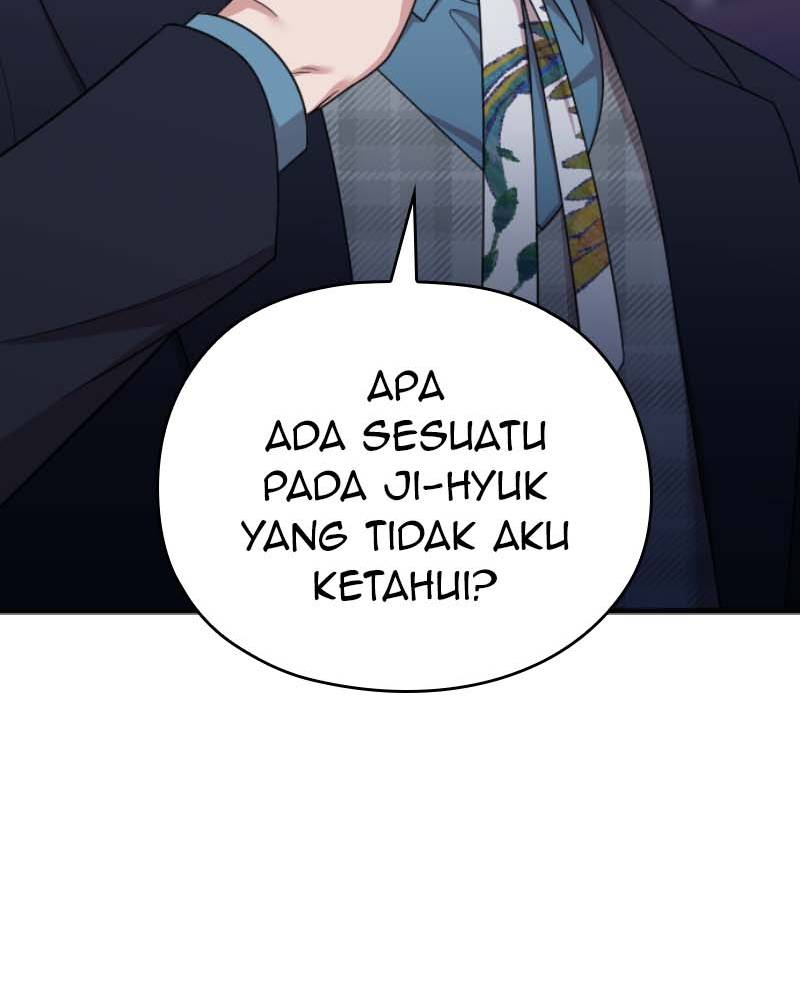 APA
ADA SESUATU
PADA JI-HYUK
YANG TIDAK AKU
KETAHUI?